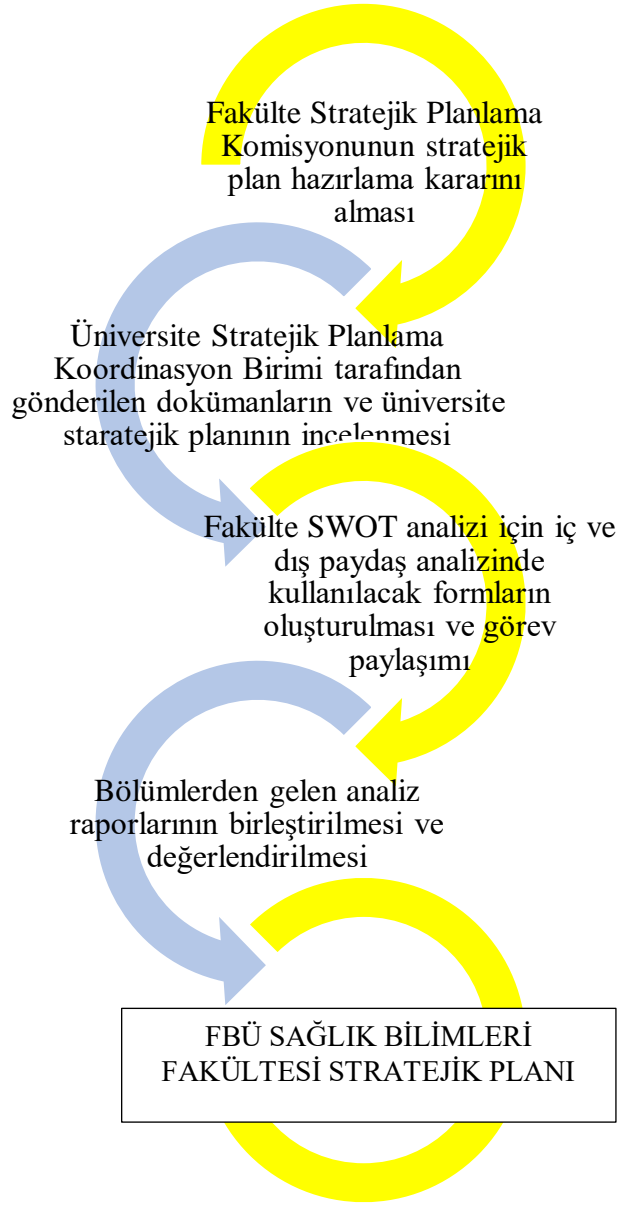 Fakülte Stratejik Planlama
Komisyonunun stratejik
plan hazırlama kararını
alması
Üniversite Stratejik Planlama
Koordinasyon Birimi tarafından
gönderilen dokümanların ve üniversite
staratejik planının incelenmesi
Fakülte SWOT analizi için iç ve
dış paydaş analizinde
kullanılacak formların
oluşturulması ve görev
paylaşımı
Bölümlerden gelen analiz
raporlarının birleştirilmesi ve
değerlendirilmesi
FBÜ SAĞLIK BİLİMLERİ
FAKÜLTESİ STRATEJİK PLANI